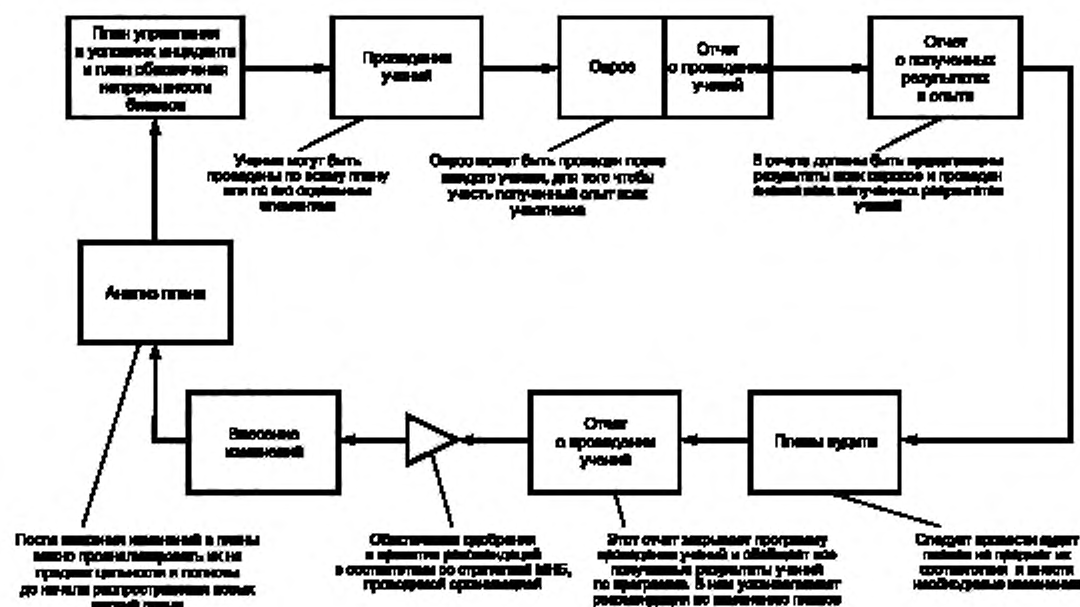 План управления
в условиях инцидента
и план обеспечения
непрерывности
бизнеса
Проведение
учений
Опрос
Отчет
о проведении
учений
Отчет
о полученных
результатах
и опыте
Учения могут быть
проведены по всему плану
или по его отдельным
элементам
Опрос может быть проведен после
каждого учения, для того чтобы
учесть полученный опыт всех
участников
В отчете должны быть представлены
результаты всех опросов и проведен
анализ всех полученных результатов
учений
Анализ плана
Внесение
изменений
Отчет
о проведении
учений
Планы аудита
После внесения изменений в планы
важно проанализировать их на
предмет цельности и полноты
до начала распространения новых
версий плана
Обеспечение одобрения
и принятия рекомендаций
в соответствии со стратегией МНБ,
проводимой организацией
Этот отчет закрывает программу
проведения учений и обобщает все
полученные результаты учений
по программе. В нем устанавливают
рекомендации по изменению планов
Следует провести аудит
планов на предмет их
соответствия и внести
необходимые изменения